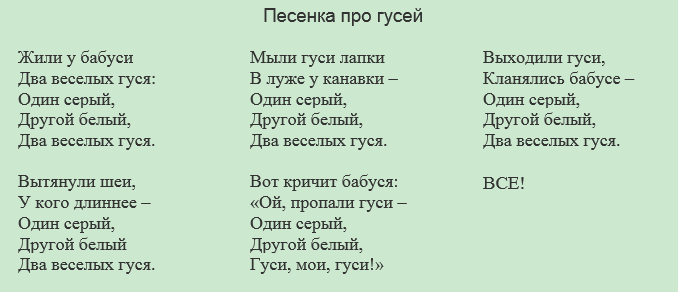 Песенка про гусей
Жили у бабуси
Два веселых гуся:
Один серый,
Другой белый,
Два веселых гуся.
Вытянули шеи,
У кого длиннее –
Один серый,
Другой белый
Два веселых гуся.
Мыли гуси лапки
В луже у канавки –
Один серый,
Другой белый,
Два веселых гуся.
Вот кричит бабуся:
«Ой, пропали гуси –
Один серый,
Другой белый,
Гуси, мои, гуси!»
Выходили гуси,
Кланялись бабусе –
Один серый,
Другой белый,
Два веселых гуся.
ВСЕ!